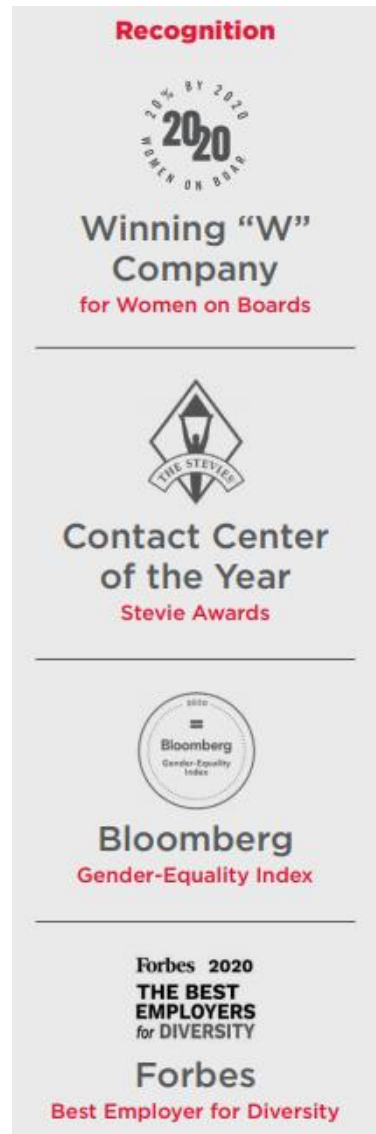 Recognition
20% BY 2020
2020
WOMEN ON BOAR
Winning “W”
Company
for Women on Boards
THE STEVIES
Contact Center
of the Year
Stevie Awards
2020
=
Bloomberg
Gender-Equality
Index
Bloomberg
Gender-Equality Index
Forbes 2020
THE BEST
EMPLOYERS
for DIVERSITY
Forbes
Best Employer for Diversity